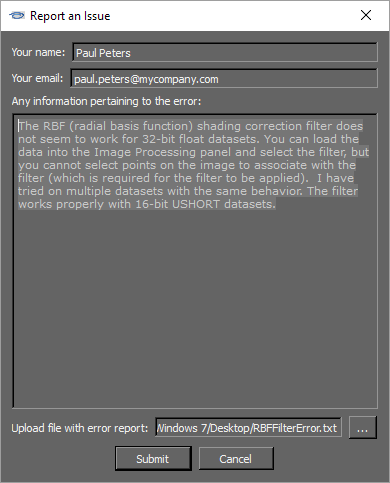 Report an Issue
Your name: Paul Peters
Your email: paul.peters@mycompany.com
Any information pertaining to the error:
The RBF (radial basis function) shading correction filter does
not seem to work for 32-bit float datasets. You can load the
data into the Image Processing panel and select the filter, but
you cannot select points on the image to associate with the
filter (which is required for the filter to be applied).  I have
tried on multiple datasets with the same behavior. The filter
works properly with 16-bit USHORT datasets.
Upload file with error report: Windows 7/Desktop/RBFFilterError.txt ...
Submit Cancel